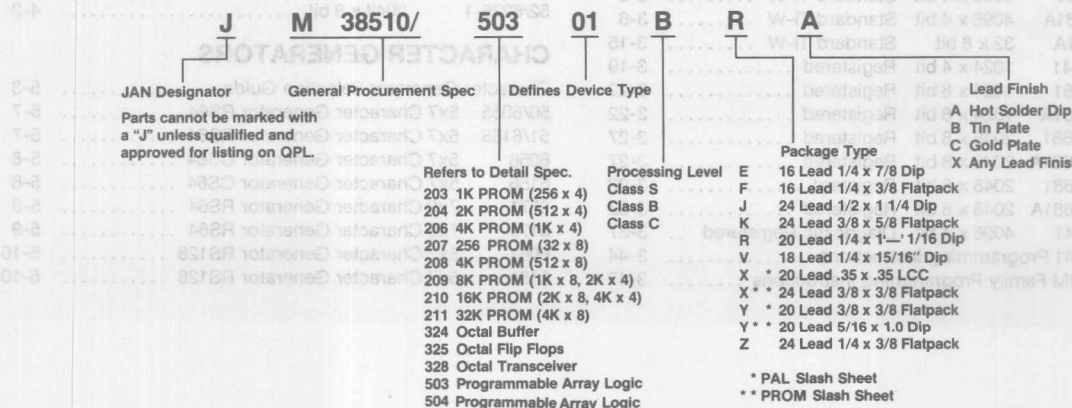 J M 38510/ 503 01 B R A
JAN Designator
Parts cannot be marked with
a "J" unless qualified and
approved for listing on QPL.
General Procurement Spec
Defines Device Type
Refers to Detail Spec.
203 1K PROM (256 x 4)
204 2K PROM (512 x 4)
206 4K PROM (1K x 4)
207 256 PROM (32 x 8)
208 4K PROM (512 x 8)
209 8K PROM (1K x 8, 2K x 4)
210 16K PROM (2K x 8, 4K x 4)
211 32K PROM (4K x 8)
324 Octal Buffer
325 Octal Flip Flops
328 Octal Transceiver
503 Programmable Array Logic
504 Programmable Array Logic
Processing Level
Class S
Class B
Class C
Package Type
E 16 Lead 1/4 x 7/8 Dip
F 16 Lead 1/4 x 3/8 Flatpack
J 24 Lead 1/2 x 1 1/4 Dip
K 24 Lead 3/8 x 5/8 Flatpack
R 20 Lead 1/4 x 1— 1/16 Dip
V 18 Lead 1/4 x 15/16" Dip
X * 20 Lead .35 x .35 LCC
X * * 24 Lead 3/8 x 3/8 Flatpack
Y * 20 Lead 3/8 x 3/8 Flatpack
Y * * 20 Lead 5/16 x 1.0 Dip
Z 24 Lead 1/4 x 3/8 Flatpack
* PAL Slash Sheet
* * PROM Slash Sheet
Lead Finish
A Hot Solder Dip
B Tin Plate
C Gold Plate
X Any Lead Finis